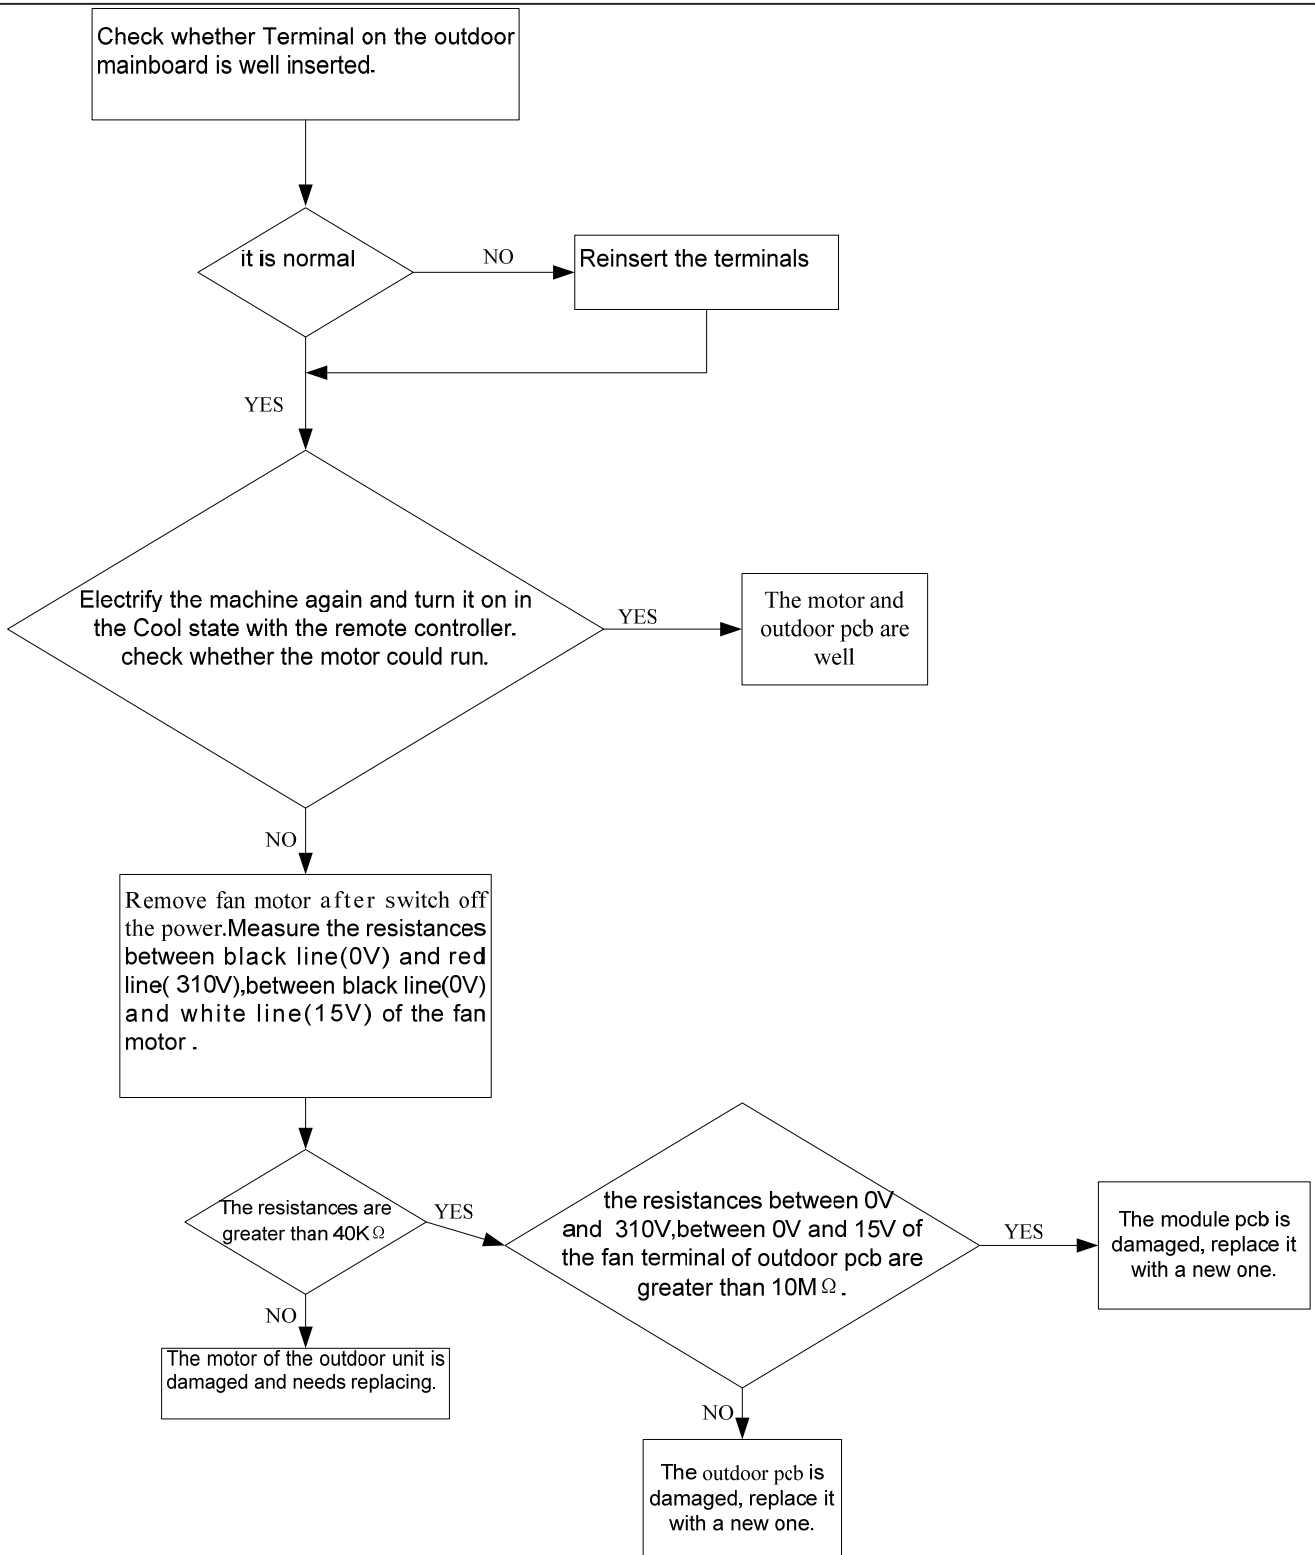 Check whether Terminal on the outdoor
mainboard is well inserted.
it is normal
NO
Reinsert the terminals
YES
Electrify the machine again and turn it on in
the Cool state with the remote controller.
check whether the motor could run.
YES
The motor and
outdoor pcb are
well
NO
Remove fan motor after switch off
the power.Measure the resistances
between black line(0V) and red
line( 310V),between black line(0V)
and white line(15V) of the fan
motor .
The resistances are
greater than 40KΩ
YES
the resistances between 0V
and 310V,between 0V and 15V of
the fan terminal of outdoor pcb are
greater than 10MΩ.
YES
The module pcb is
damaged, replace it
with a new one.
NO
The motor of the outdoor unit is
damaged and needs replacing.
NO
The outdoor pcb is
damaged, replace it
with a new one.